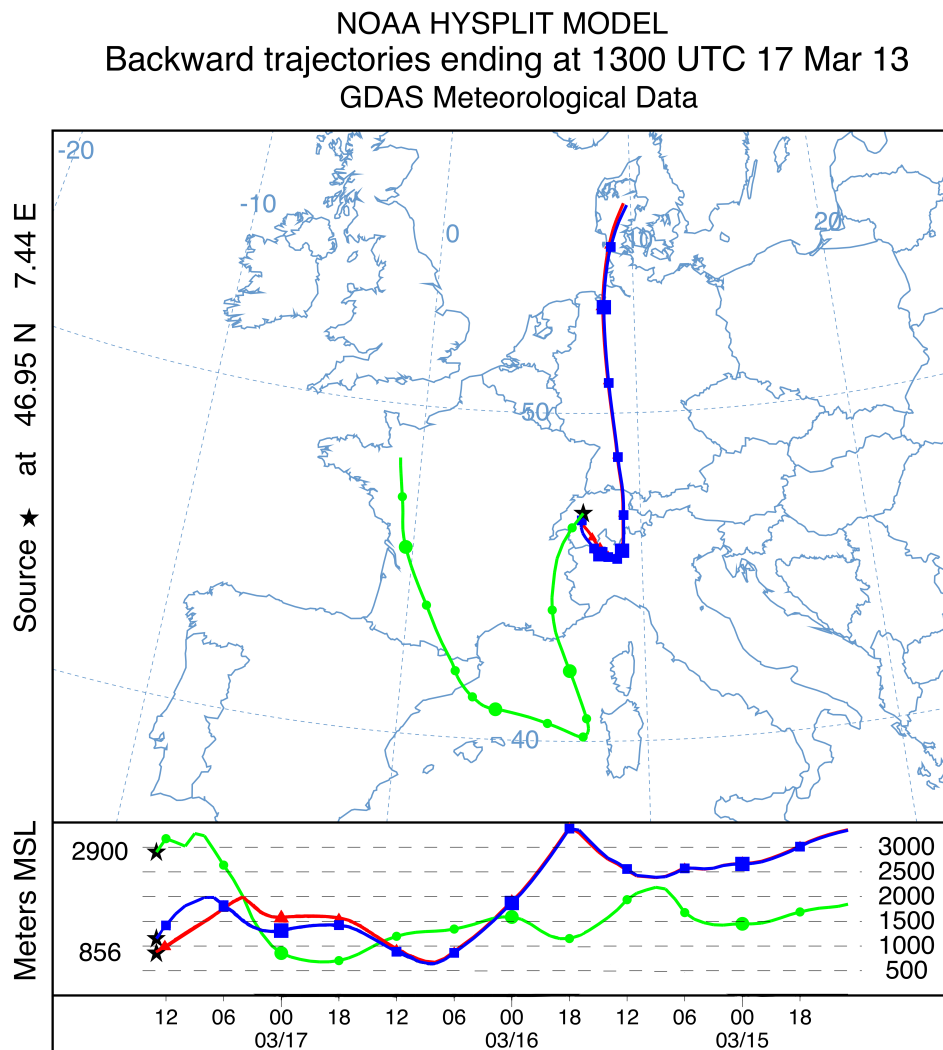 NOAA HYSPLIT MODEL
Backward trajectories ending at 1300 UTC 17 Mar 13
GDAS Meteorological Data
Source ★ at 46.95 N 7.44 E
-20
-10
0
10
20
50
40
Meters MSL
2900
856
3000
2500
2000
1500
1000
500
12 06 00 18 12 06 00 18 12 06 00 18
03/17 03/16 03/15